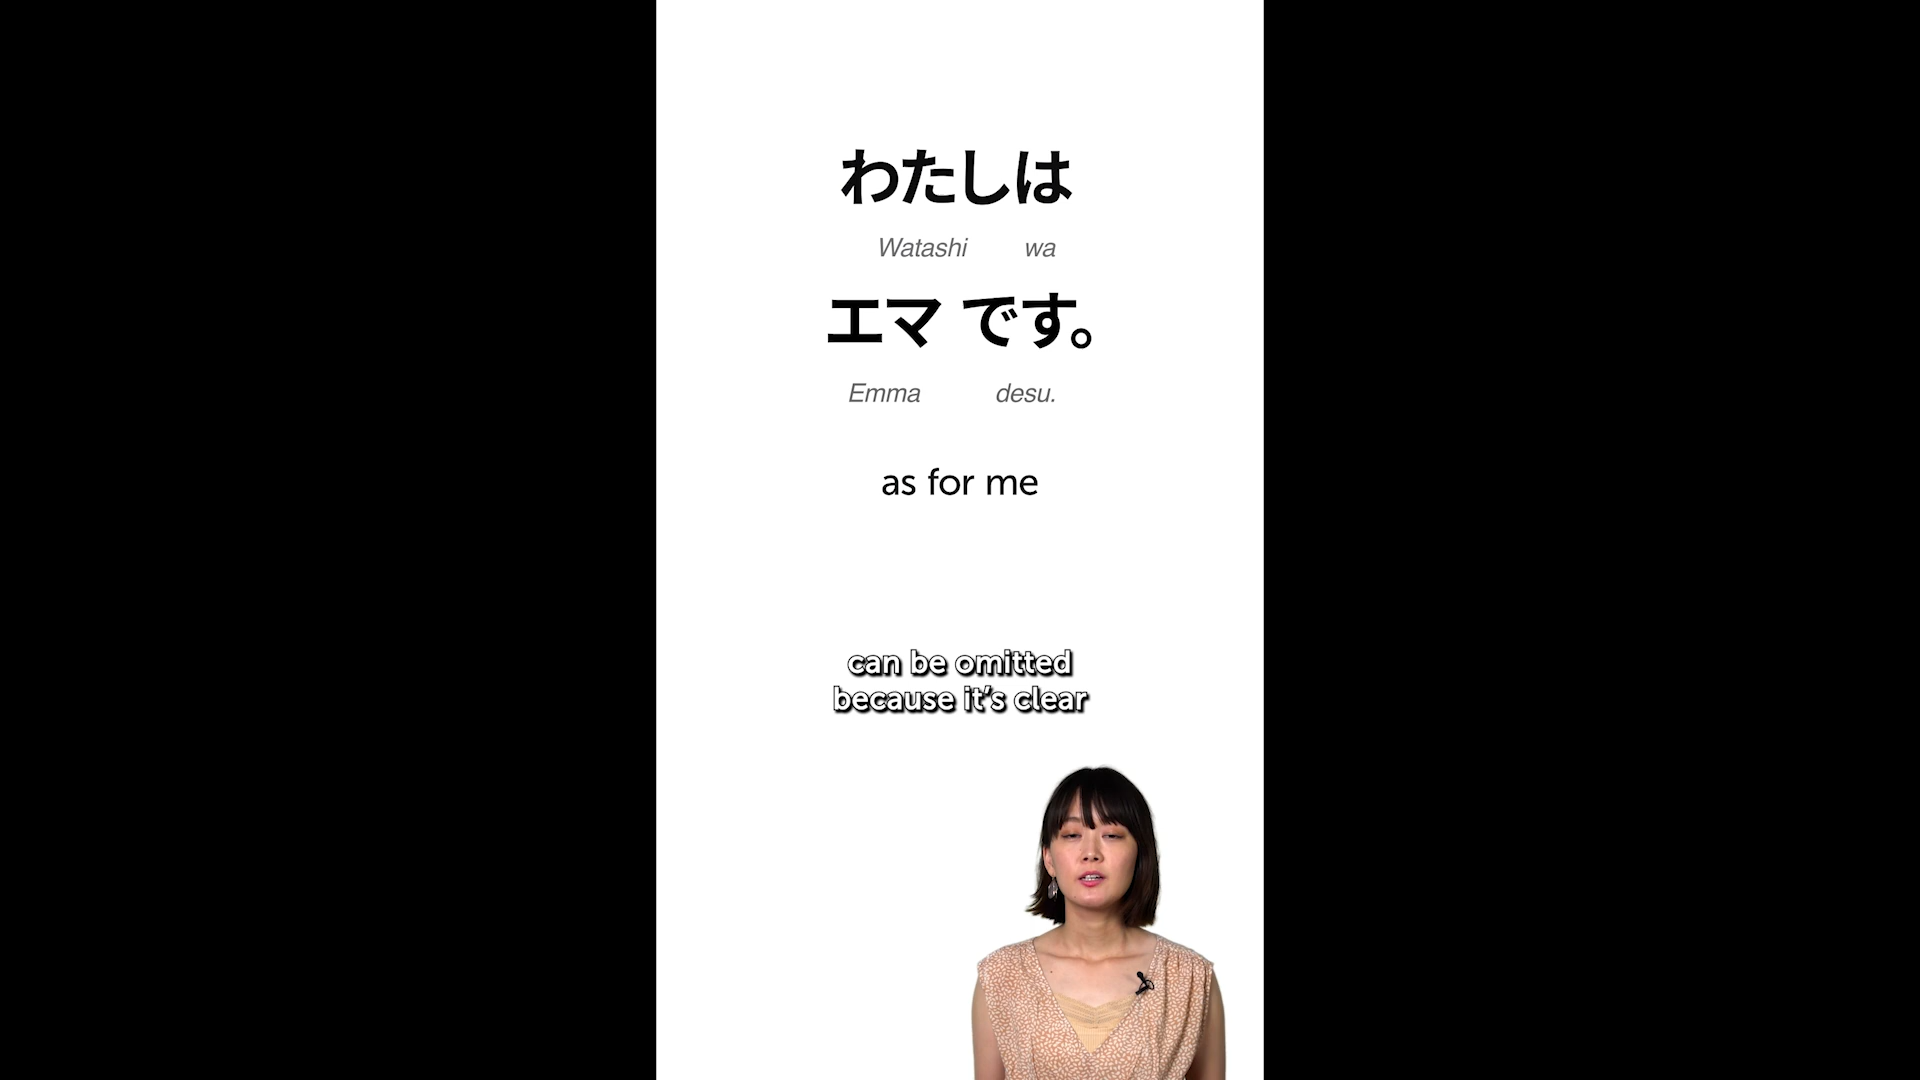 わたしは
Watashi wa
エマ です。
Emma desu.
as for me
can be omitted
because it's clear